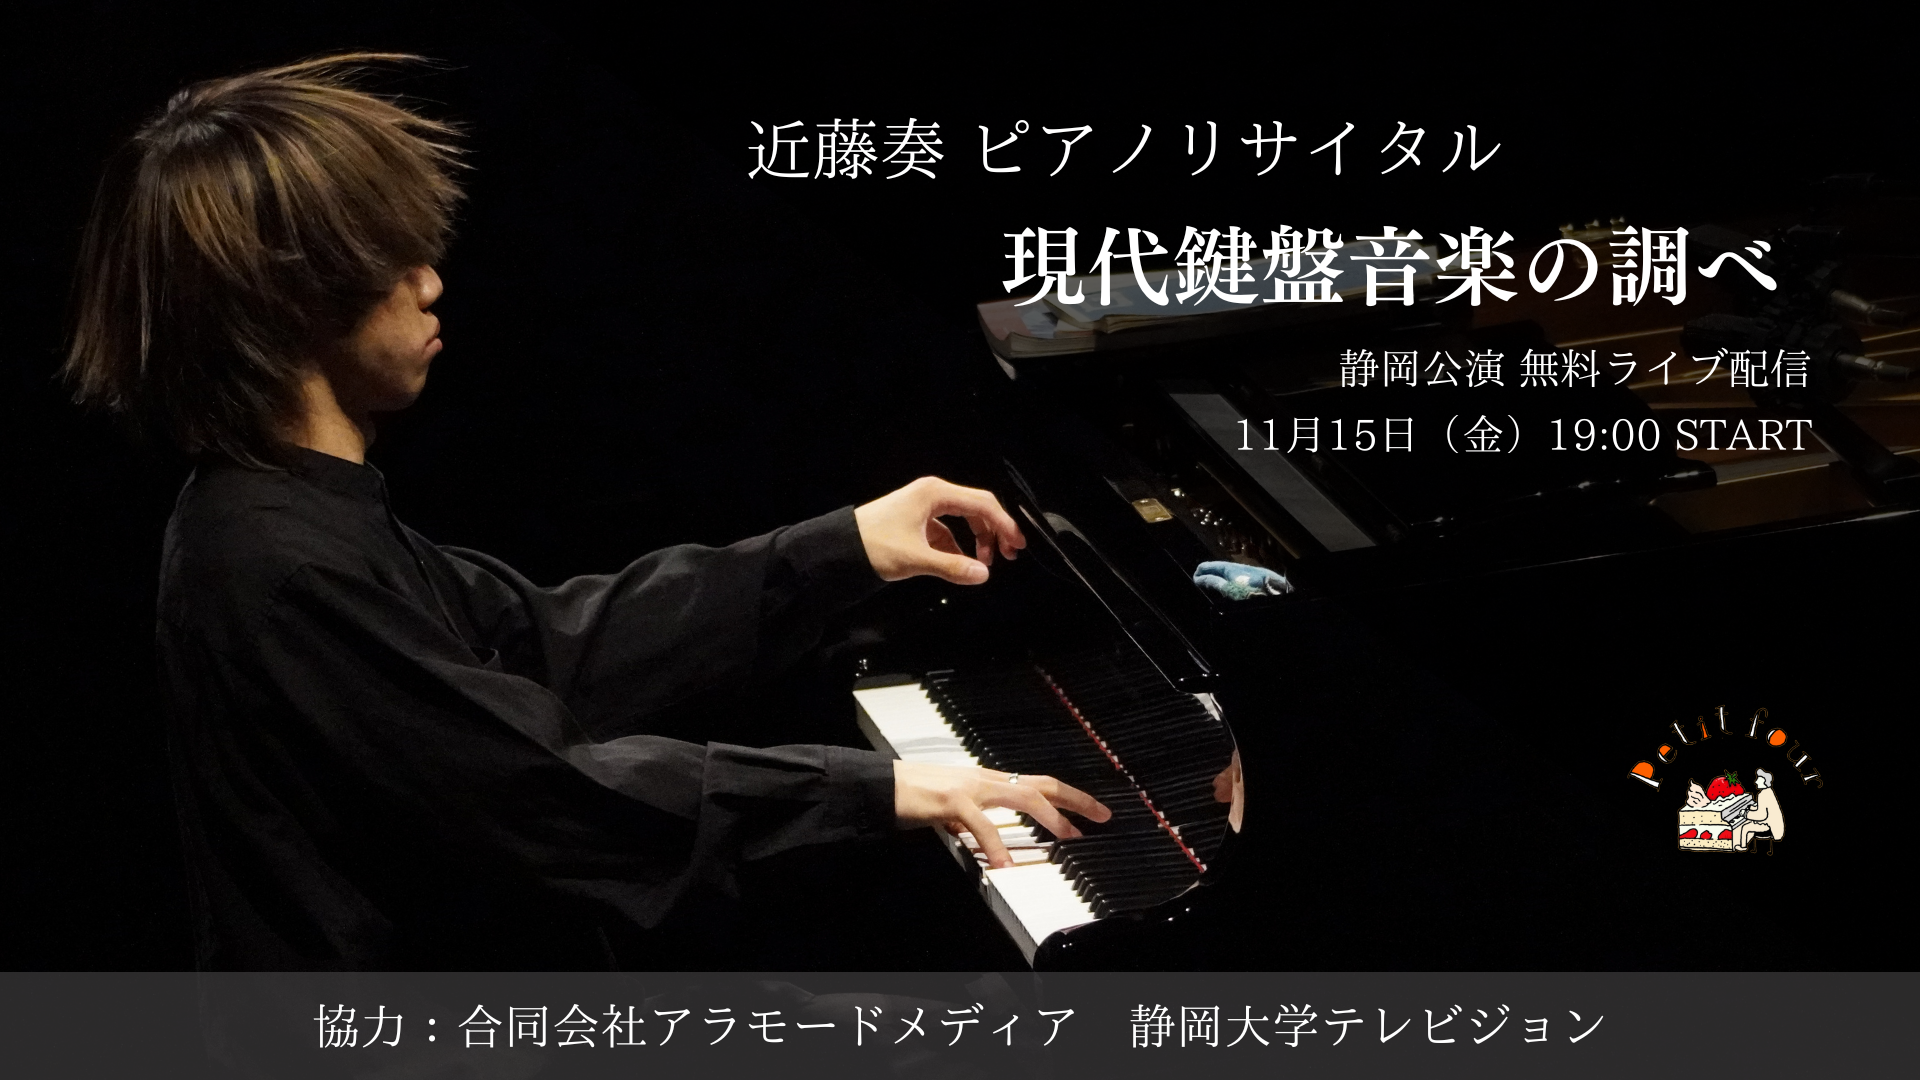 近藤奏 ピアノリサイタル
現代鍵盤音楽の調べ
静岡公演 無料ライブ配信
11月15日（金）19:00 START
Petit four
協力：合同会社アラモードメディア　静岡大学テレビジョン